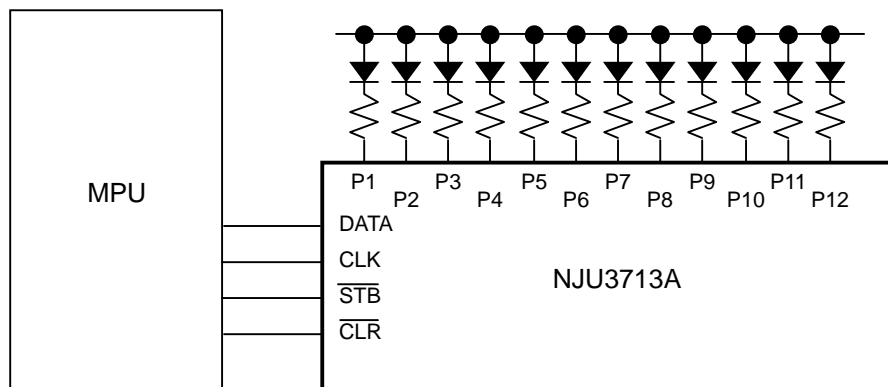 P1 P3 P5 P7 P9 P11
P2 P4 P6 P8 P10 P12
MPU
DATA
CLK
STB
CLR
NJU3713A